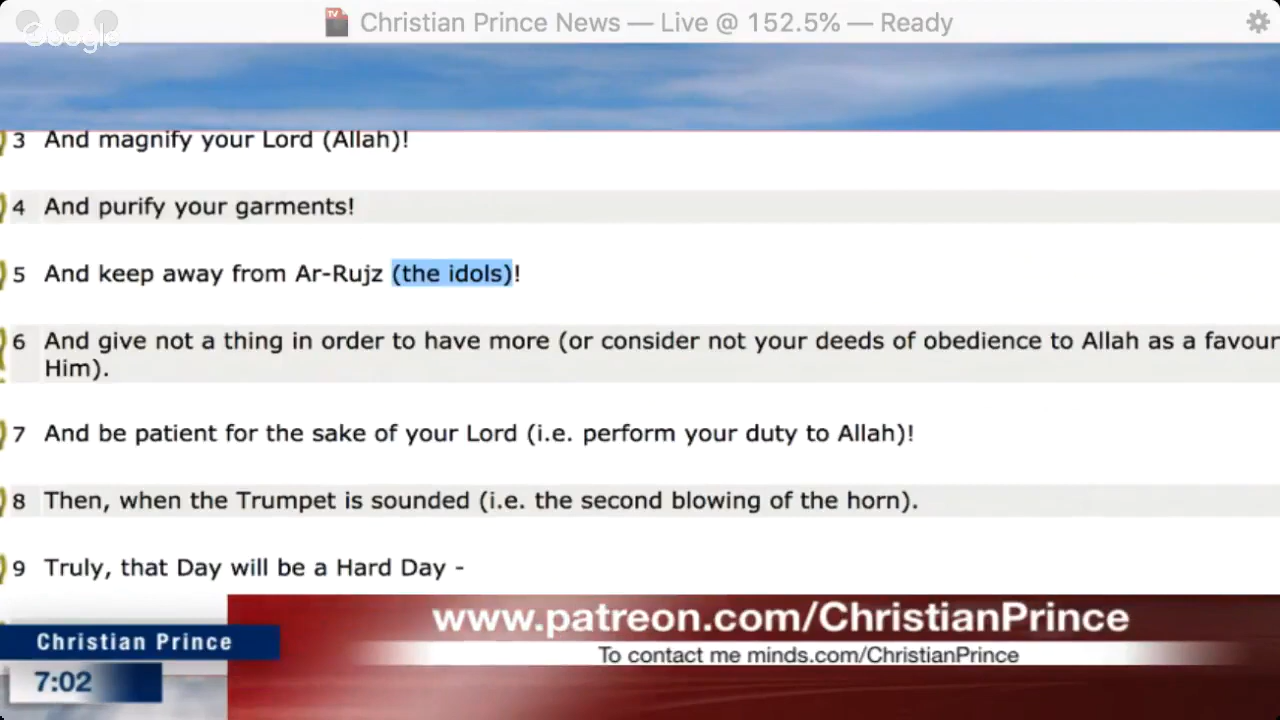 Google
TV
Christian Prince News — Live @ 152.5% — Ready
3 And magnify your Lord (Allah)!
4 And purify your garments!
5 And keep away from Ar-Rujz (the idols)!
6 And give not a thing in order to have more (or consider not your deeds of obedience to Allah as a favour
Him).
7 And be patient for the sake of your Lord (i.e. perform your duty to Allah)!
8 Then, when the Trumpet is sounded (i.e. the second blowing of the horn).
9 Truly, that Day will be a Hard Day -
www.patreon.com/ChristianPrince
Christian Prince
To contact me minds.com/ChristianPrince
7:02